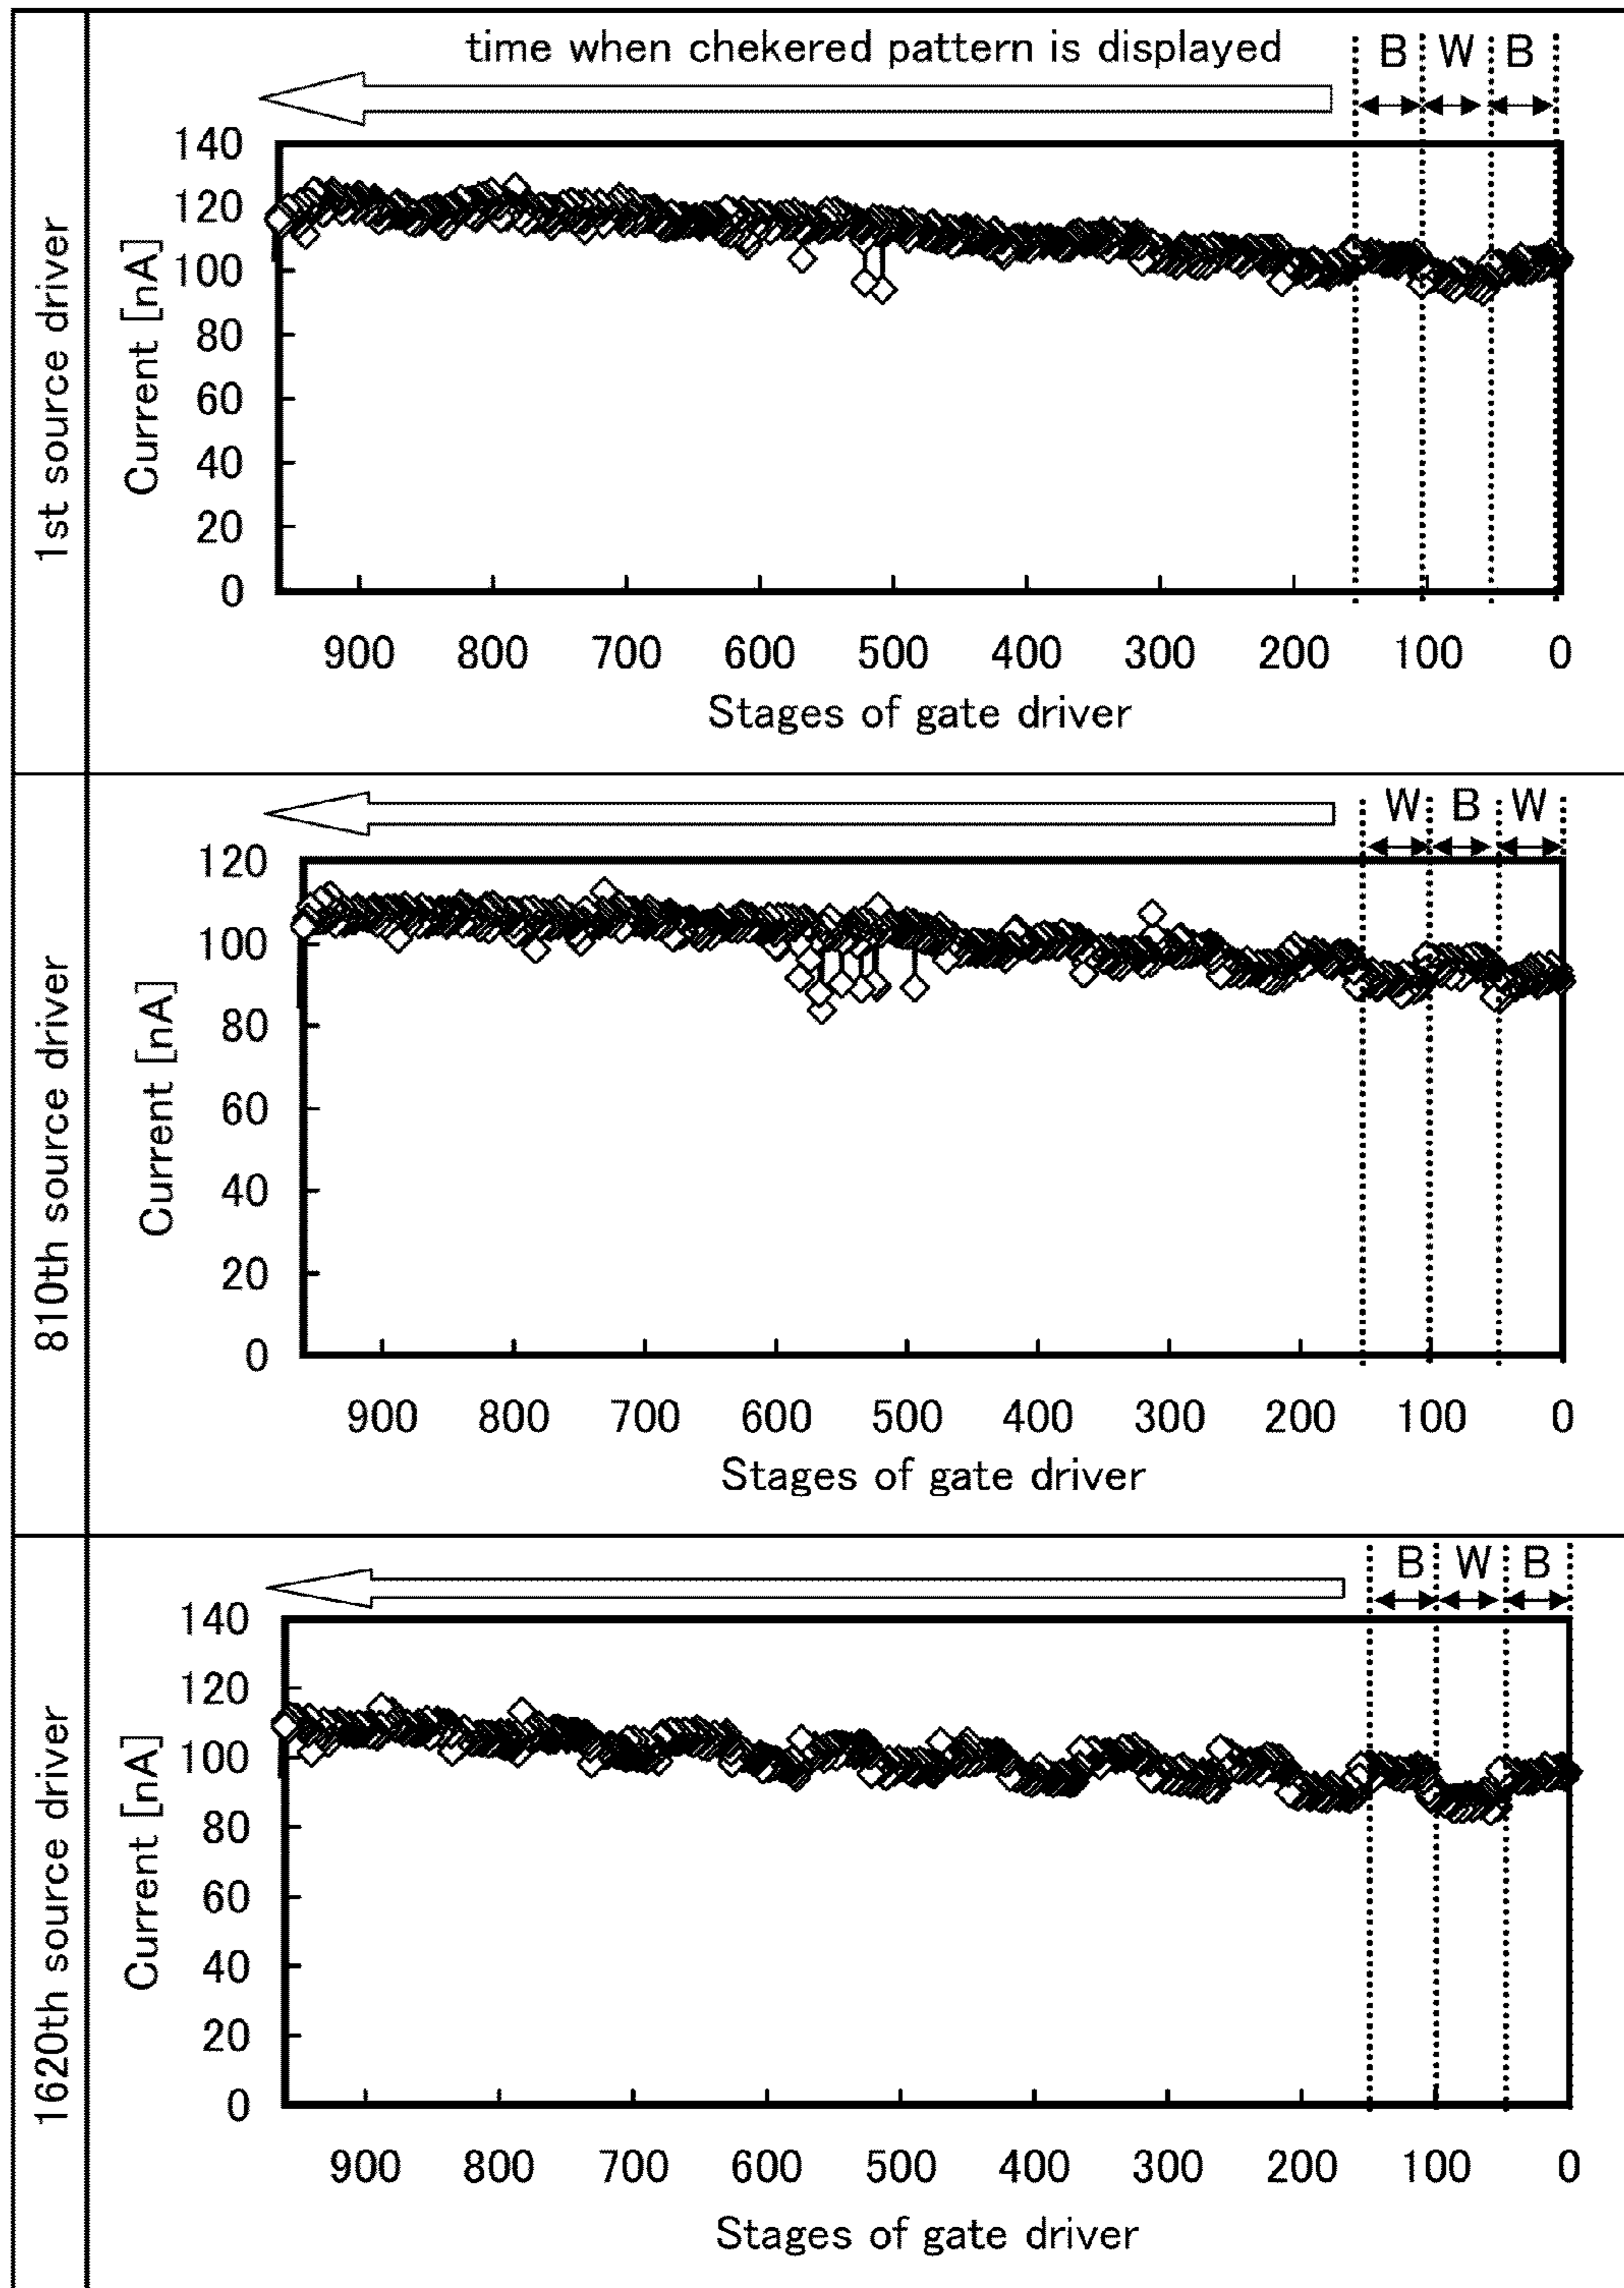 1st source driver
time when chekered pattern is displayed
B W B
140
120
100
80
60
40
20
0
Current [nA]
900 800 700 600 500 400 300 200 100 0
Stages of gate driver
810th source driver
W B W
120
100
80
60
40
20
0
Current [nA]
900 800 700 600 500 400 300 200 100 0
Stages of gate driver
1620th source driver
B W B
140
120
100
80
60
40
20
0
Current [nA]
900 800 700 600 500 400 300 200 100 0
Stages of gate driver